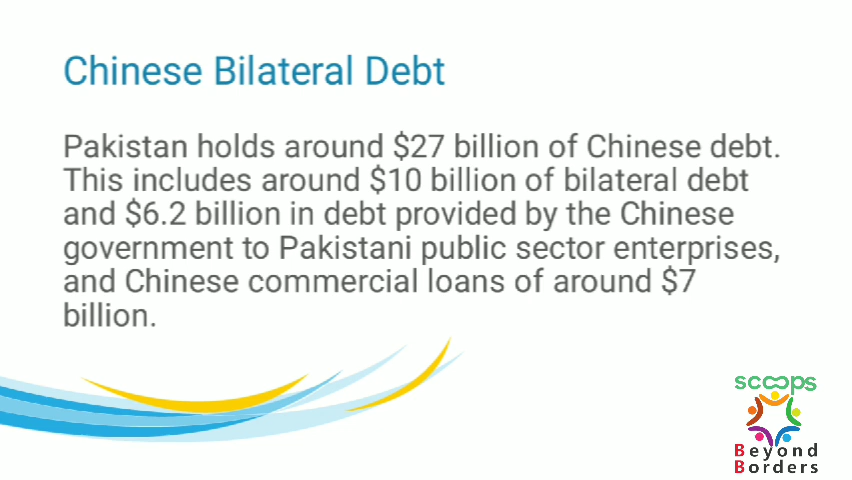 Chinese Bilateral Debt
Pakistan holds around $27 billion of Chinese debt.
This includes around $10 billion of bilateral debt
and $6.2 billion in debt provided by the Chinese
government to Pakistani public sector enterprises,
and Chinese commercial loans of around $7
billion.
scoops
Beyond
Borders